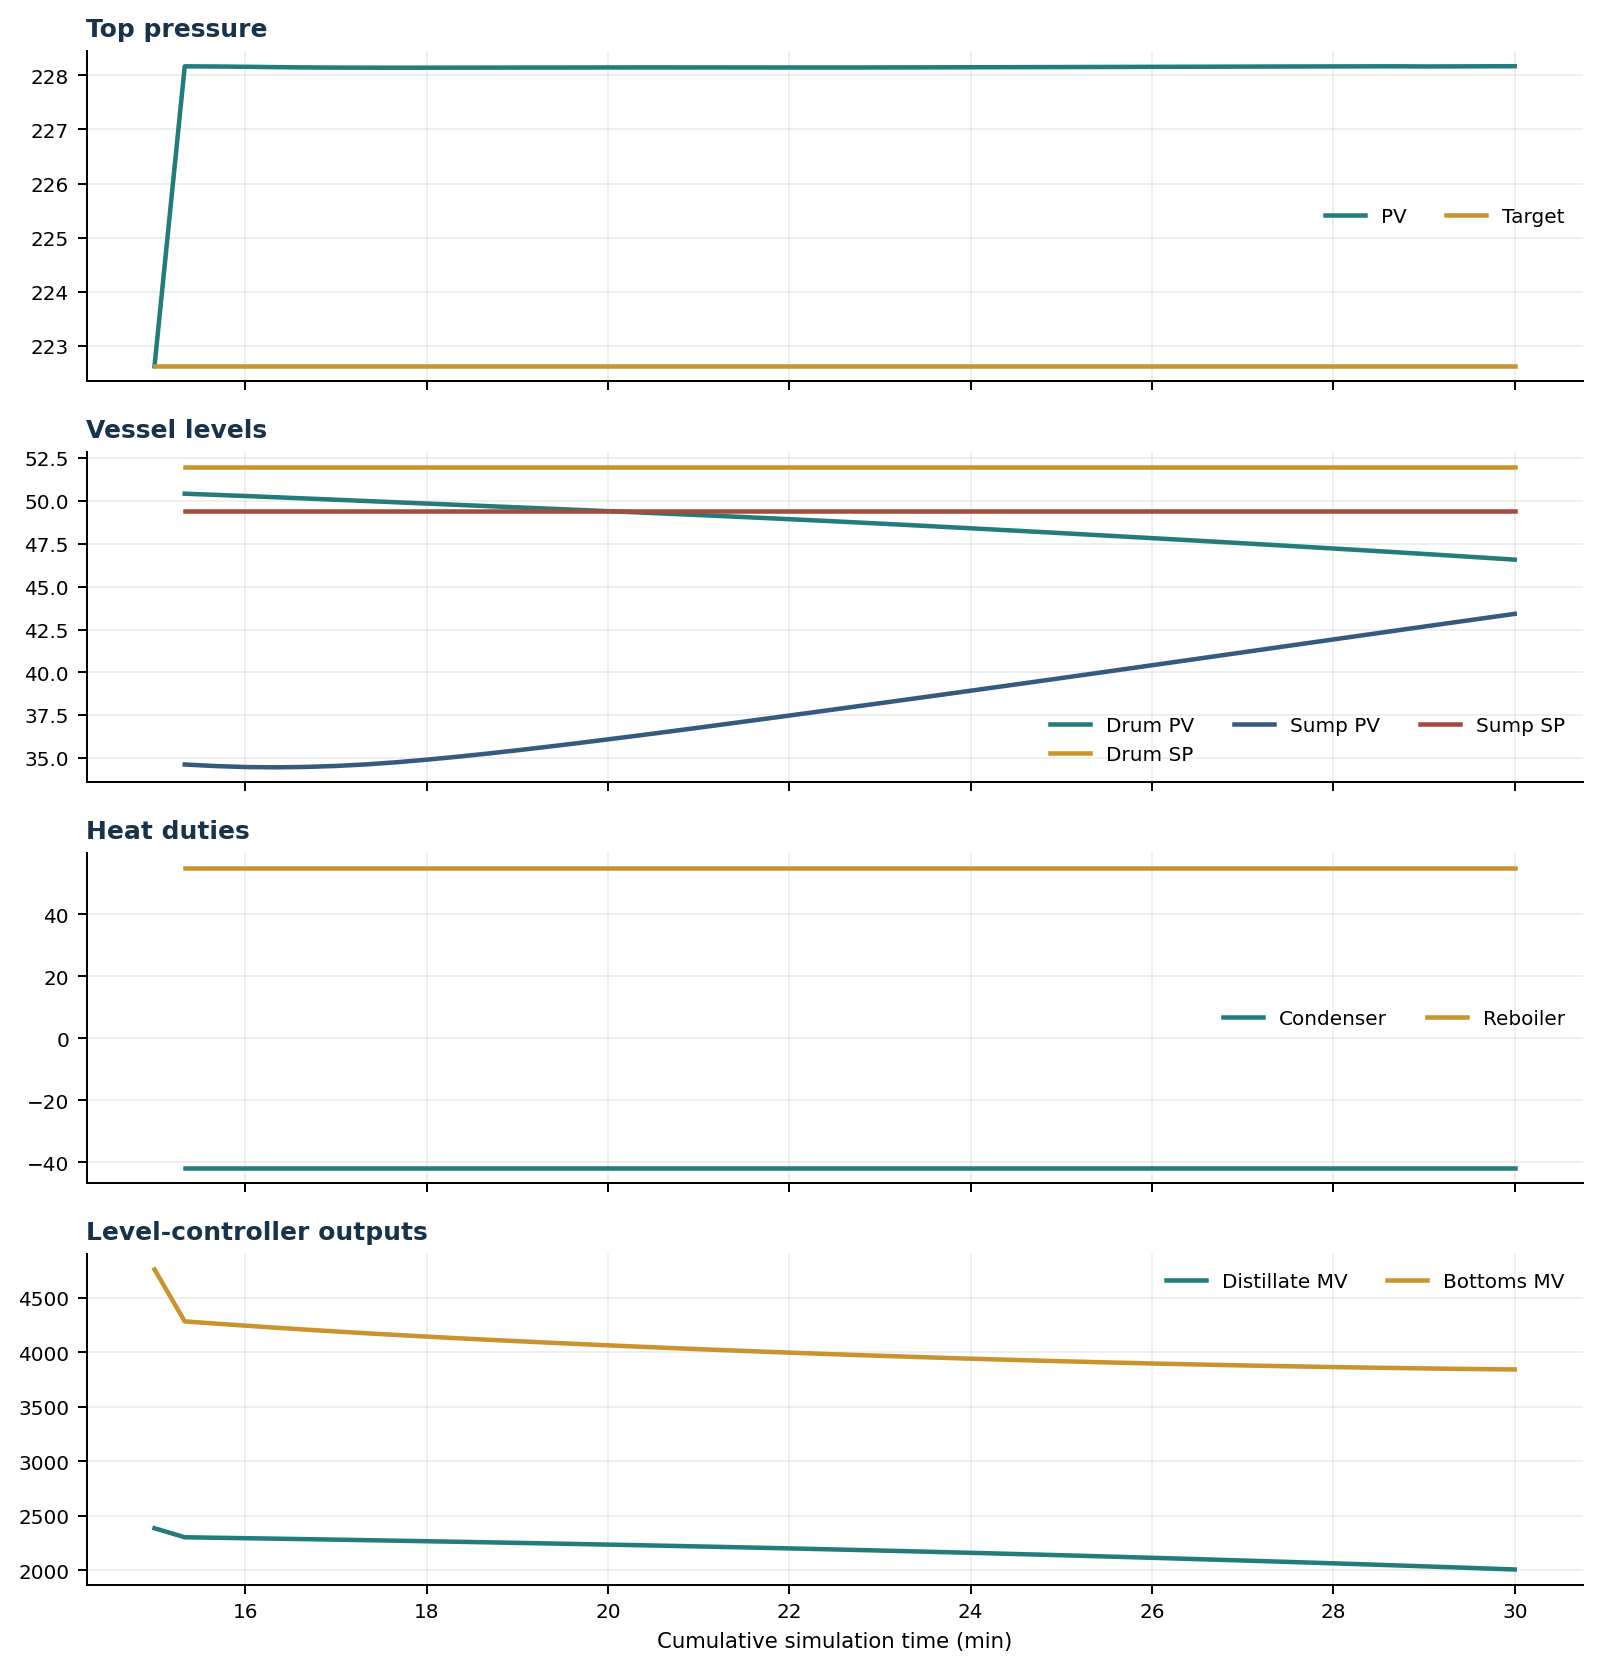 Top pressure
228
227
226
225
224
223
PV Target
Vessel levels
52.5
50.0
47.5
45.0
42.5
40.0
37.5
35.0
Drum PV Sump PV Sump SP
Drum SP
Heat duties
40
20
0
−20
−40
Condenser Reboiler
Level-controller outputs
4500
4000
3500
3000
2500
2000
Distillate MV Bottoms MV
16 18 20 22 24 26 28 30
Cumulative simulation time (min)